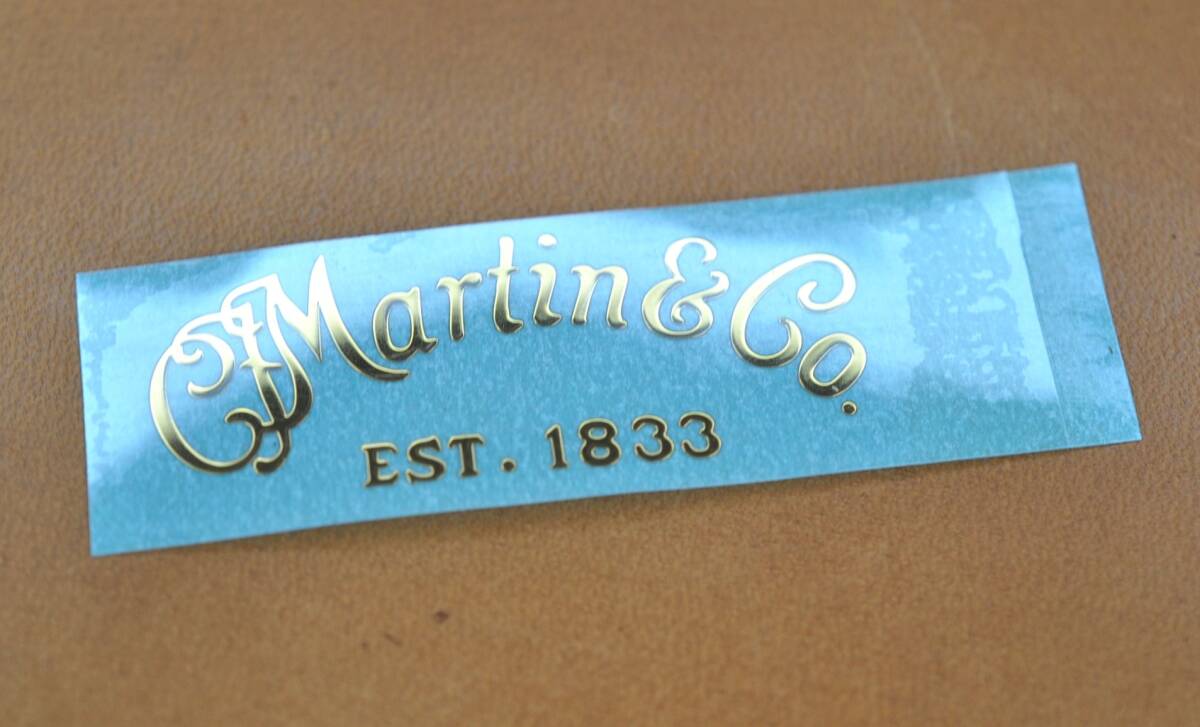 CFMartin & Co.
EST. 1833